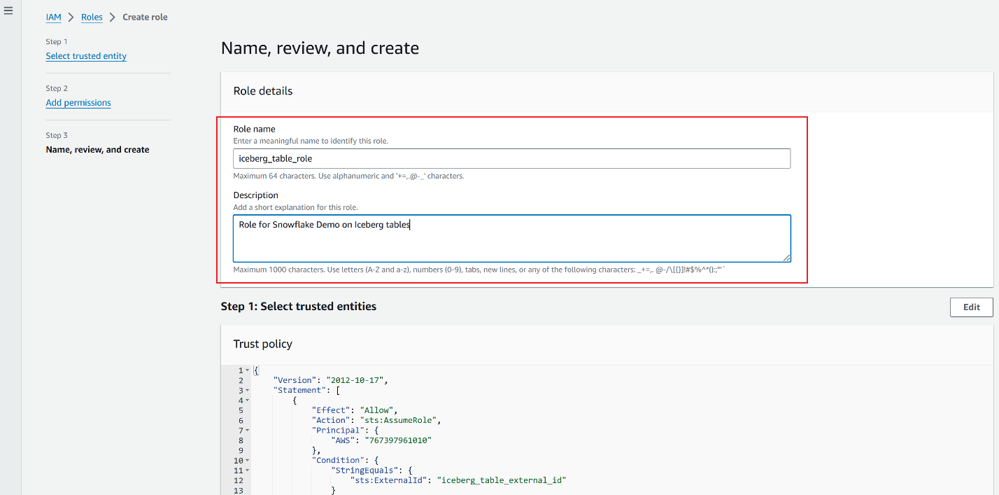 IAM > Roles > Create role
Step 1
Select trusted entity
Step 2
Add permissions
Step 3
Name, review, and create
Name, review, and create
Role details
Role name
Enter a meaningful name to identify this role.
iceberg_table_role
Maximum 64 characters. Use alphanumeric and '+=,.@-_' characters.
Description
Add a short explanation for this role.
Role for Snowflake Demo on Iceberg tables
Maximum 1000 characters. Use letters (A-Z and a-z), numbers (0-9), tabs, new lines, or any of the following characters: _+=,. @-/\[{}]!#$%^*();:"'`
Step 1: Select trusted entities
Edit
Trust policy
1 {
2 "Version": "2012-10-17",
3 "Statement": [
4 {
5 "Effect": "Allow",
6 "Action": "sts:AssumeRole",
7 "Principal": {
8 "AWS": "767397961010"
9 },
10 "Condition": {
11 "StringEquals": {
12 "sts:ExternalId": "iceberg_table_external_id"
13 }